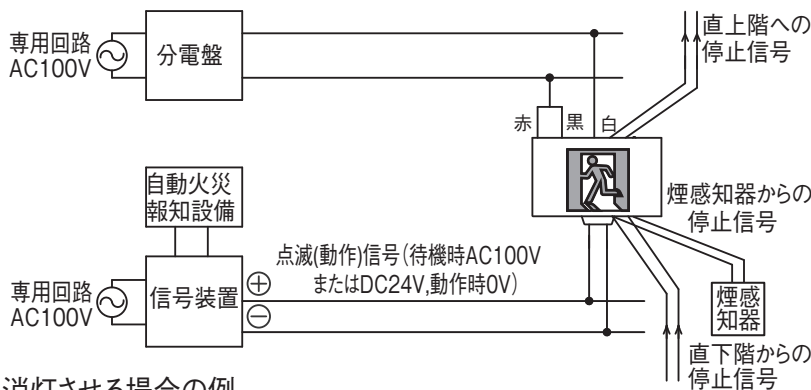 専用回路
AC100V
分電盤
直上階への
停止信号
赤
黒
白
自動火災
報知設備
煙感知器からの
停止信号
点滅(動作)信号(待機時AC100V
またはDC24V,動作時0V)
専用回路
AC100V
信号装置
⊕
⊖
煙感
知器
直下階からの
停止信号
消灯させる場合の例